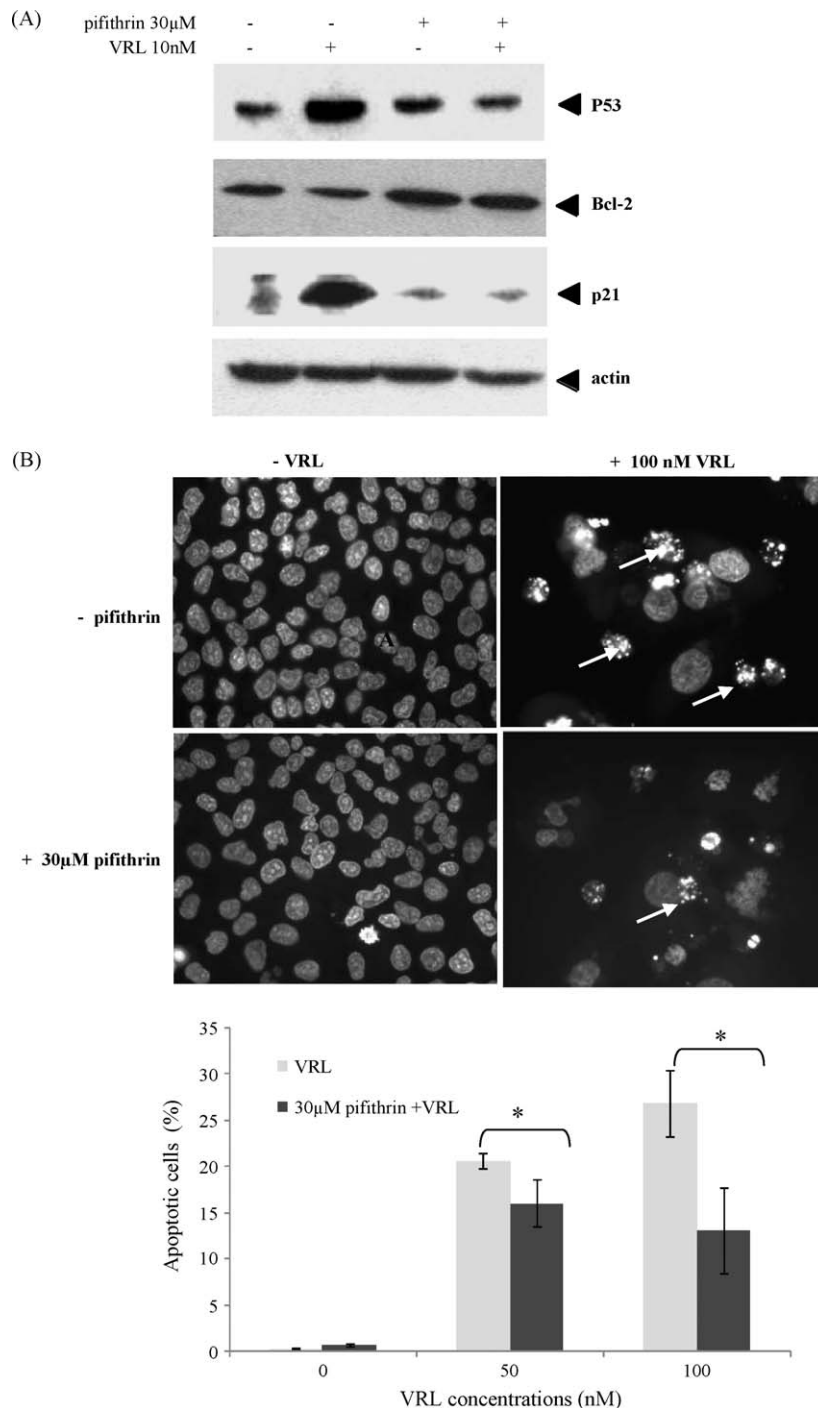 (A)
pifithrin 30µM - - + +
VRL 10nM - + - +
P53
Bcl-2
p21
actin
(B)
- VRL + 100 nM VRL
- pifithrin
A
+ 30µM pifithrin
35
30
25
20
15
10
5
0
Apoptotic cells (%)
VRL
30µM pifithrin +VRL
*
*
0 50 100
VRL concentrations (nM)